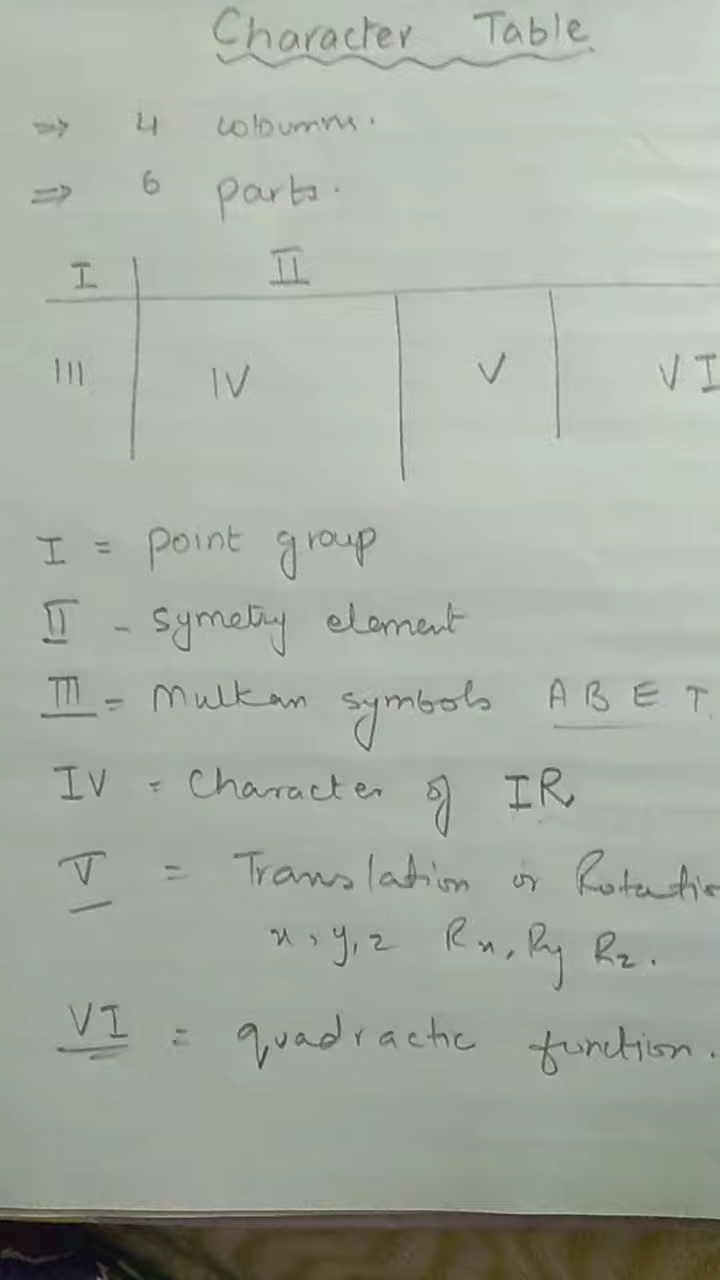 Character Table
⇒ 4 coloumns.
⇒ 6 parts.
I II
III IV V VI
I = point group
II - symetry element
III = Mulkan symbols A B E T
IV = Character of IR
V = Translation or Rotatio
x, y, z Rx, Ry Rz.
VI = quadractic function.